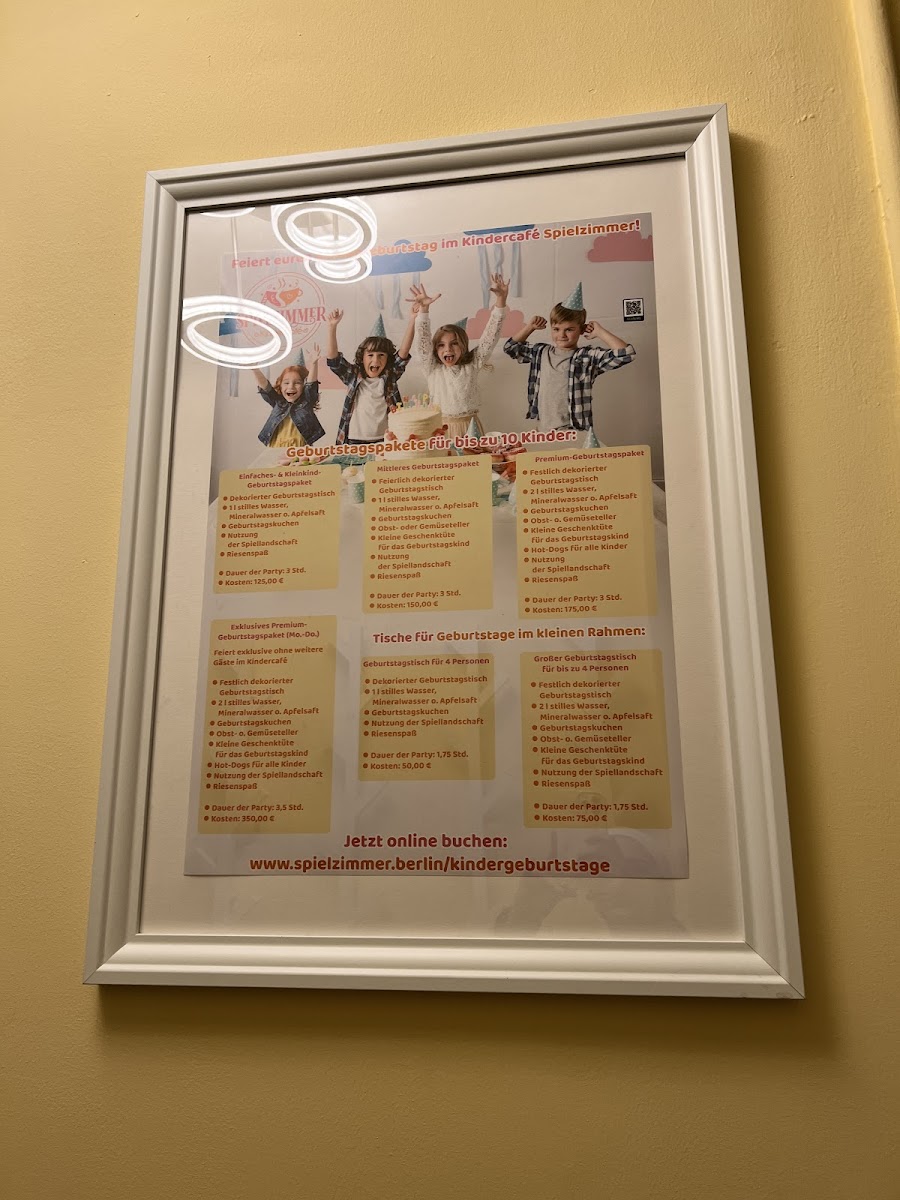 Feiert eure burtstag im Kindercafé Spielzimmer!
Geburtstagspakete für bis zu 10 Kinder:
Einfaches- & Kleinkind-
Geburtstagspaket
• Dekorierter Geburtstagstisch
• 1 l stilles Wasser,
Mineralwasser o. Apfelsaft
• Geburtstagskuchen
• Nutzung
der Spiellandschaft
• Riesenspaß
• Dauer der Party: 3 Std.
• Kosten: 125,00 €
Mittleres Geburtstagspaket
• Feierlich dekorierter
Geburtstagstisch
• 1 l stilles Wasser,
Mineralwasser o. Apfelsaft
• Geburtstagskuchen
• Obst- oder Gemüseteller
• Kleine Geschenktüte
für das Geburtstagskind
• Nutzung
der Spiellandschaft
• Riesenspaß
• Dauer der Party: 3 Std.
• Kosten: 150,00 €
Premium-Geburtstagspaket
• Festlich dekorierter
Geburtstagstisch
• 2 l stilles Wasser,
Mineralwasser o. Apfelsaft
• Geburtstagskuchen
• Obst- o. Gemüseteller
• Kleine Geschenktüte
für das Geburtstagskind
• Hot-Dogs für alle Kinder
• Nutzung
der Spiellandschaft
• Riesenspaß
• Dauer der Party: 3 Std.
• Kosten: 175,00 €
Exklusives Premium-
Geburtstagspaket (Mo.-Do.)
Feiert exklusive ohne weitere
Gäste im Kindercafé
• Festlich dekorierter
Geburtstagstisch
• 2 l stilles Wasser,
Mineralwasser o. Apfelsaft
• Geburtstagskuchen
• Obst- o. Gemüseteller
• Kleine Geschenktüte
für das Geburtstagskind
• Hot-Dogs für alle Kinder
• Nutzung der Spiellandschaft
• Riesenspaß
• Dauer der Party: 3,5 Std.
• Kosten: 350,00 €
Tische für Geburtstage im kleinen Rahmen:
Geburtstagstisch für 4 Personen
• Dekorierter Geburtstagstisch
• 1 l stilles Wasser,
Mineralwasser o. Apfelsaft
• Geburtstagskuchen
• Nutzung der Spiellandschaft
• Riesenspaß
• Dauer der Party: 1,75 Std.
• Kosten: 50,00 €
Großer Geburtstagstisch
für bis zu 4 Personen
• Festlich dekorierter
Geburtstagstisch
• 2 l stilles Wasser,
Mineralwasser o. Apfelsaft
• Geburtstagskuchen
• Obst- o. Gemüseteller
• Kleine Geschenktüte
für das Geburtstagskind
• Nutzung der Spiellandschaft
• Riesenspaß
• Dauer der Party: 1,75 Std.
• Kosten: 75,00 €
Jetzt online buchen:
www.spielzimmer.berlin/kindergeburtstage